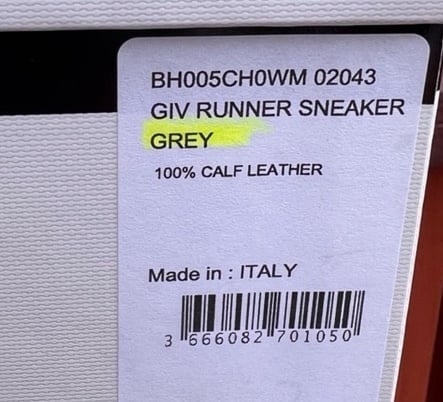 BH005CH0WM 02043
GIV RUNNER SNEAKER
GREY
100% CALF LEATHER
Made in : ITALY
3 666082 701050